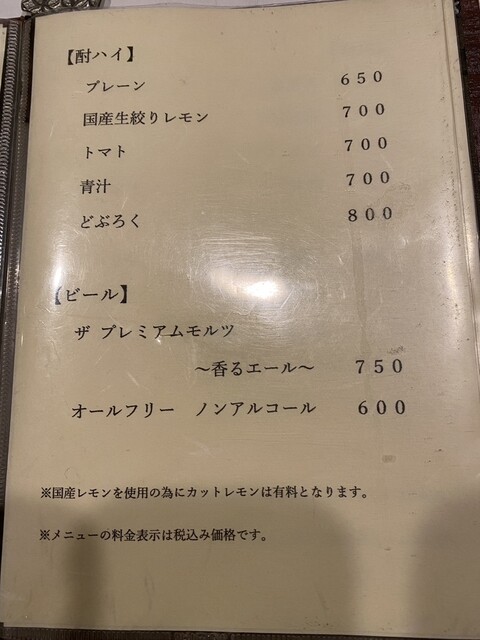 【酎ハイ】
プレーン ６５０
国産生絞りレモン ７００
トマト ７００
青汁 ７００
どぶろく ８００
【ビール】
ザ プレミアムモルツ
～香るエール～ ７５０
オールフリー　ノンアルコール ６００
※国産レモンを使用の為にカットレモンは有料となります。
※メニューの料金表示は税込み価格です。